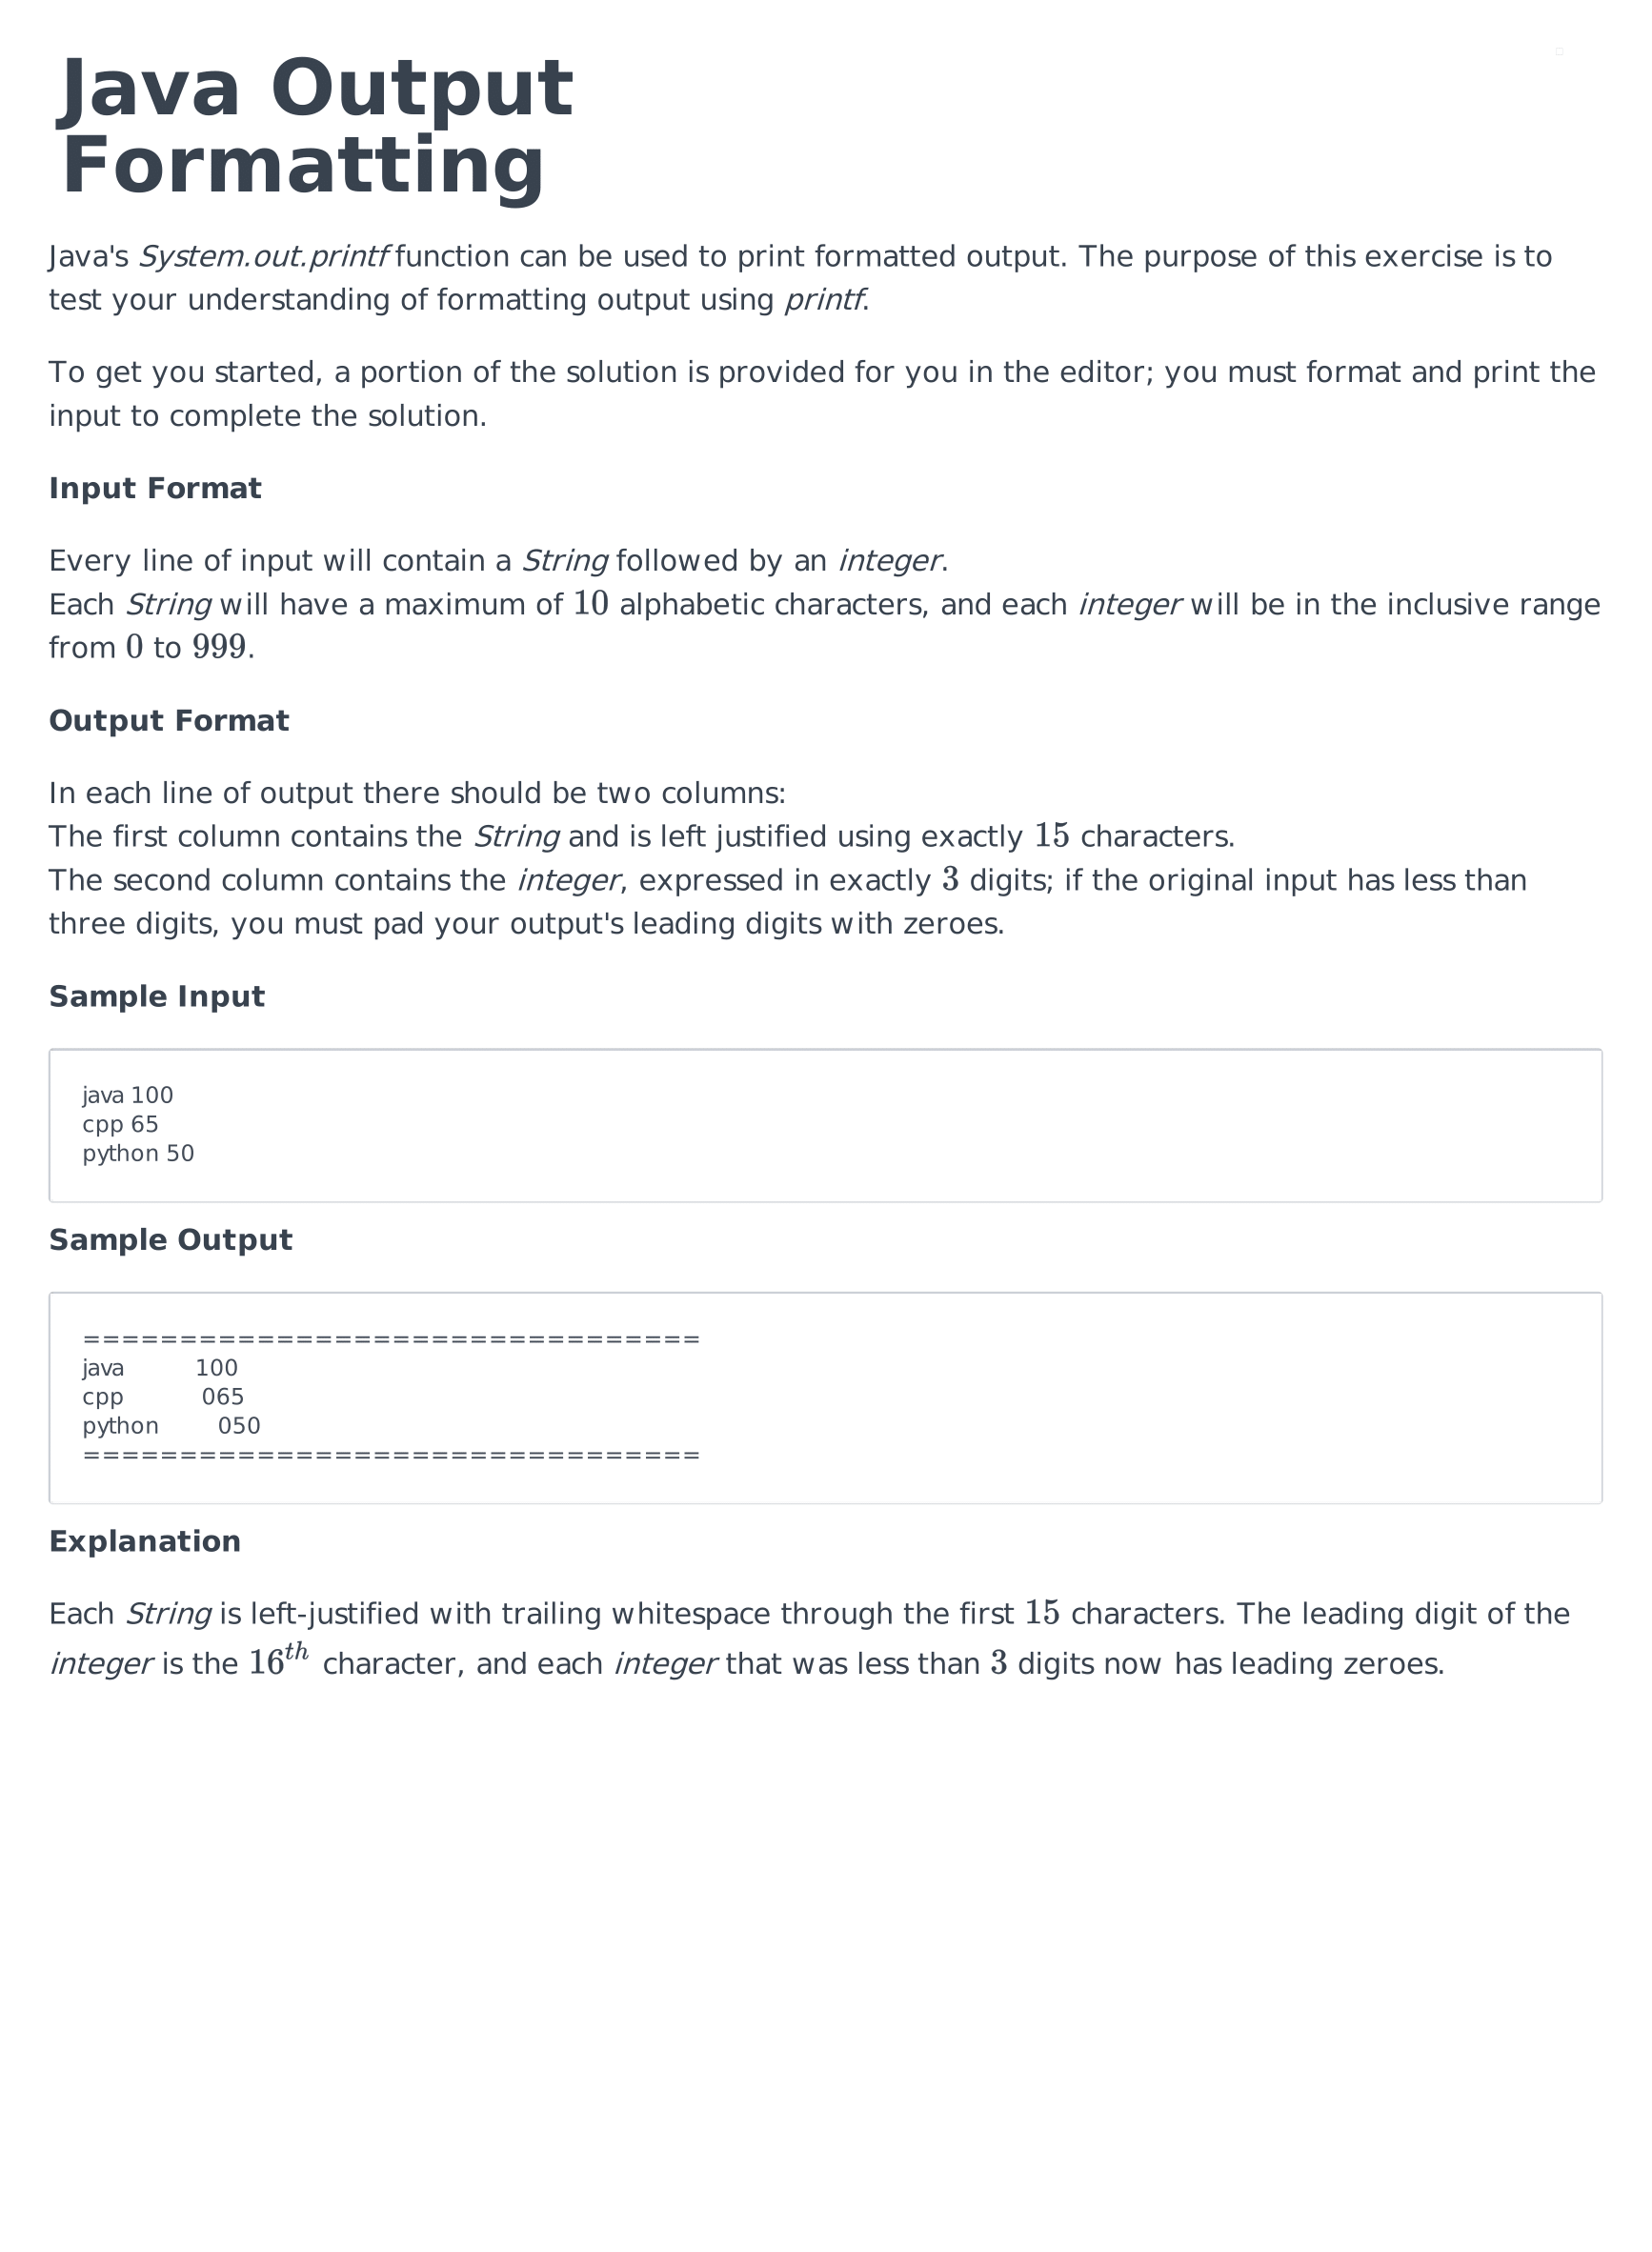 Java Output
Formatting
Java's System.out.printf function can be used to print formatted output. The purpose of this exercise is to
test your understanding of formatting output using printf.
To get you started, a portion of the solution is provided for you in the editor; you must format and print the
input to complete the solution.
Input Format
Every line of input will contain a String followed by an integer.
Each String will have a maximum of 10 alphabetic characters, and each integer will be in the inclusive range
from 0 to 999.
Output Format
In each line of output there should be two columns:
The first column contains the String and is left justified using exactly 15 characters.
The second column contains the integer, expressed in exactly 3 digits; if the original input has less than
three digits, you must pad your output's leading digits with zeroes.
Sample Input
java 100
cpp 65
python 50
Sample Output
================================
java           100
cpp            065
python         050
================================
Explanation
Each String is left-justified with trailing whitespace through the first 15 characters. The leading digit of the
integer is the 16th character, and each integer that was less than 3 digits now has leading zeroes.